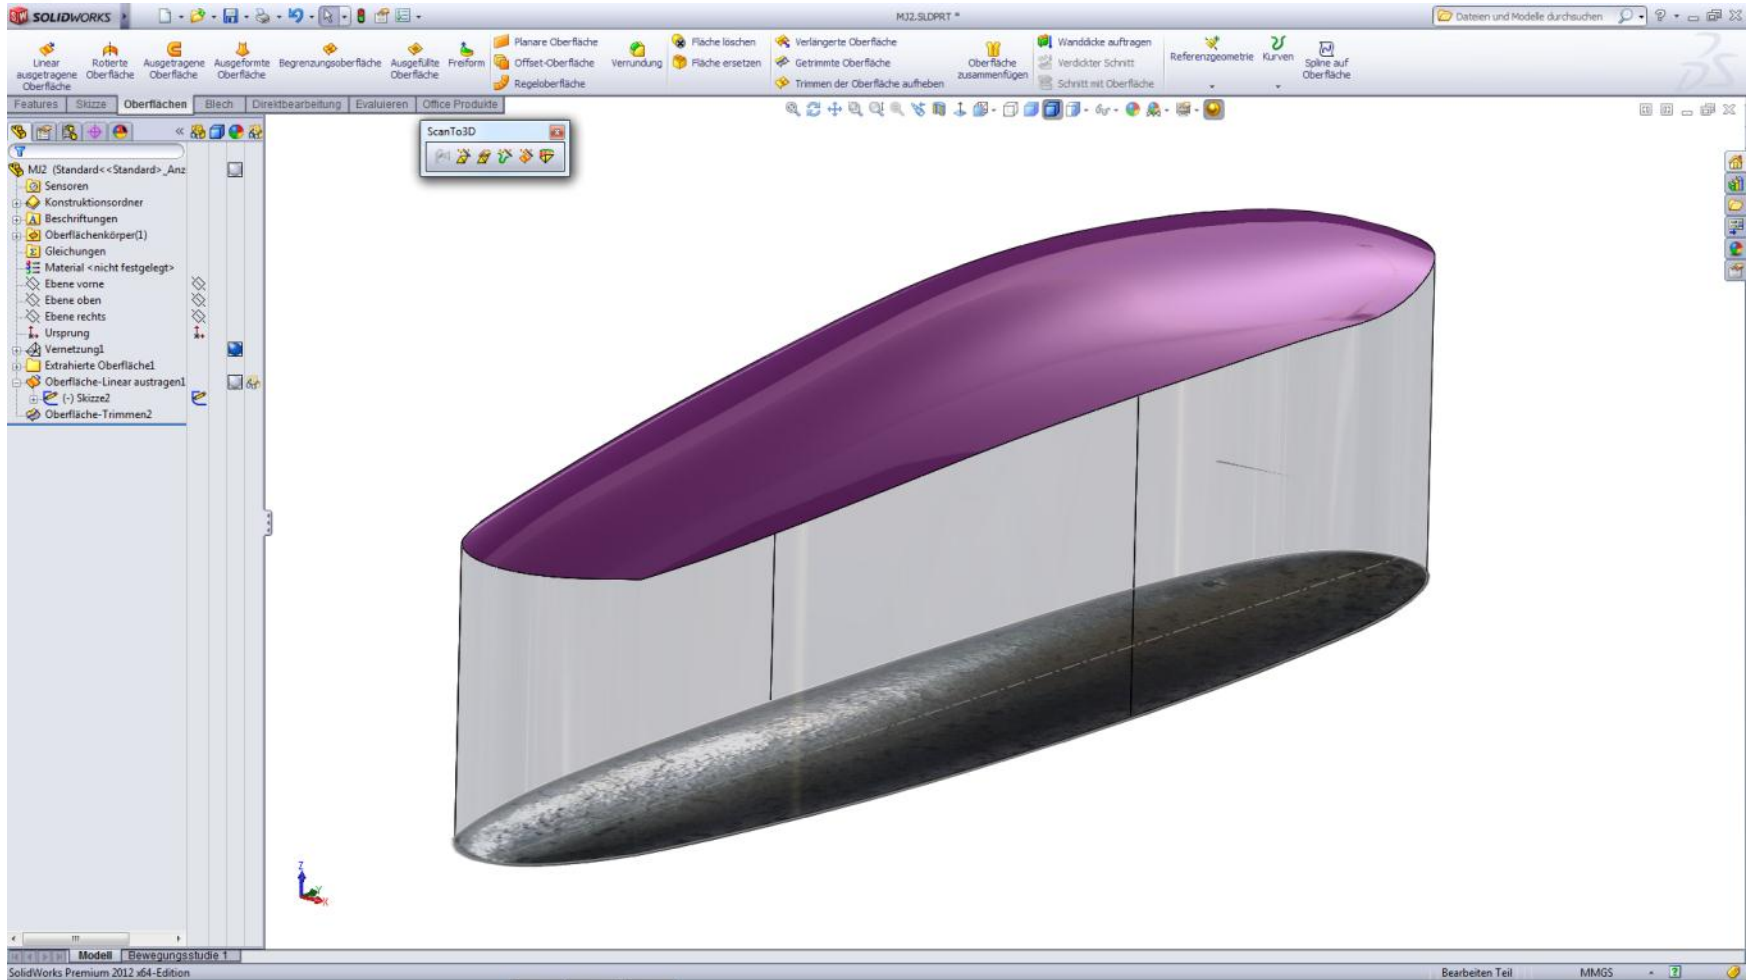 SOLIDWORKS
MJ2.SLDPRT *
Dateien und Modelle durchsuchen
Linear ausgetragene Oberfläche
Rotierte Oberfläche
Ausgetragene Oberfläche
Ausgeformte Oberfläche
Begrenzungsoberfläche
Ausgefüllte Oberfläche
Freiform
Planare Oberfläche
Offset-Oberfläche
Regeloberfläche
Verrundung
Fläche löschen
Fläche ersetzen
Verlängerte Oberfläche
Getrimmte Oberfläche
Trimmen der Oberfläche aufheben
Oberfläche zusammenfügen
Wanddicke auftragen
Verdickter Schnitt
Schnitt mit Oberfläche
Referenzgeometrie
Kurven
Spline auf Oberfläche
Features
Skizze
Oberflächen
Blech
Direktbearbeitung
Evaluieren
Office Produkte
ScanTo3D
MJ2 (Standard<<Standard>_Anz
Sensoren
Konstruktionsordner
Beschriftungen
Oberflächenkörper(1)
Gleichungen
Material <nicht festgelegt>
Ebene vorne
Ebene oben
Ebene rechts
Ursprung
Vernetzung1
Extrahierte Oberfläche1
Oberfläche-Linear austragen1
(-) Skizze2
Oberfläche-Trimmen2
Z
Y
X
Modell
Bewegungsstudie 1
SolidWorks Premium 2012 x64-Edition
Bearbeiten Teil
MMGS